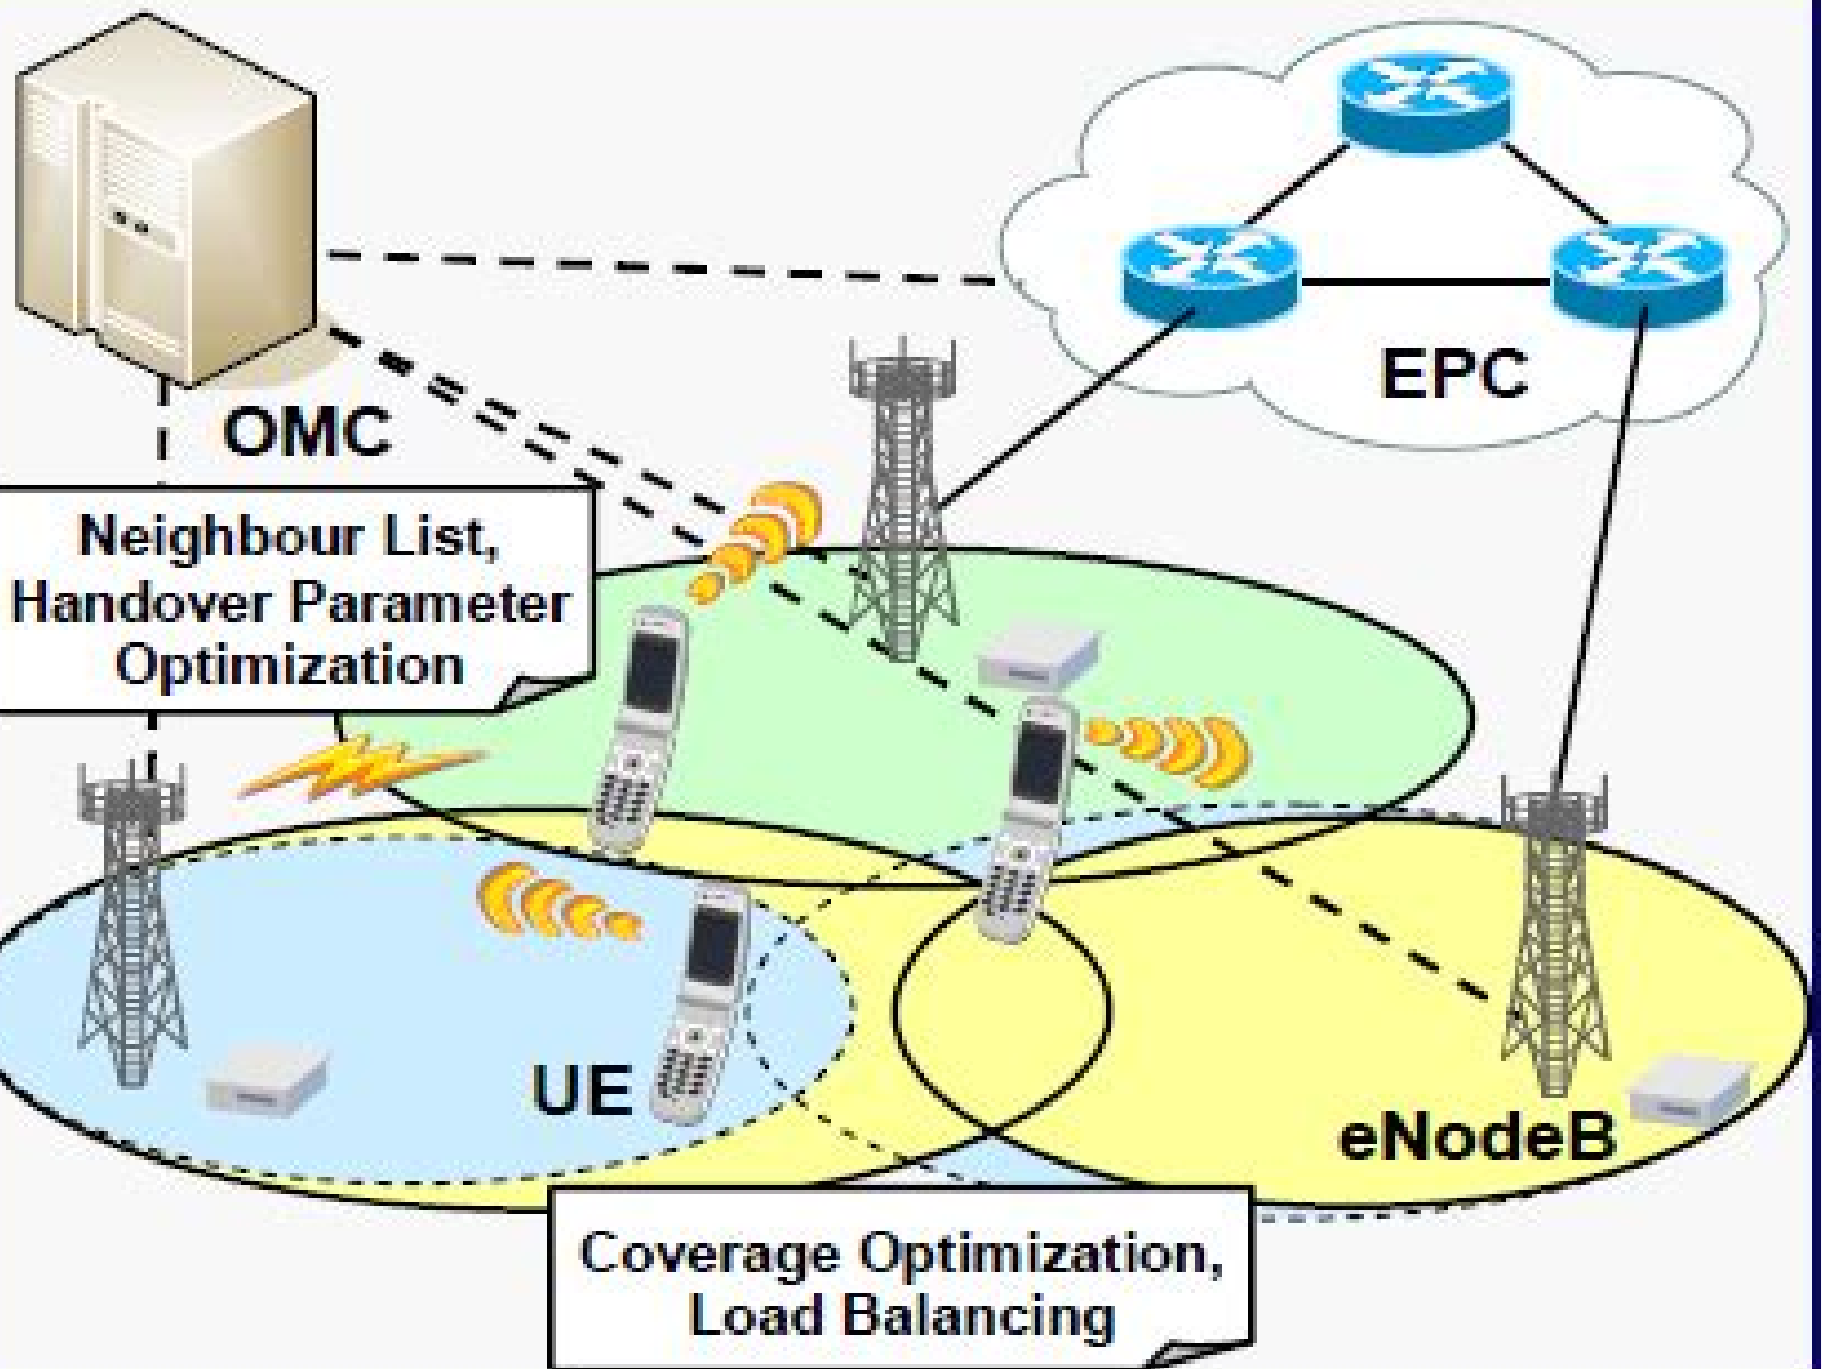 EPC
OMC
Neighbour List,
Handover Parameter
Optimization
UE
eNodeB
Coverage Optimization,
Load Balancing